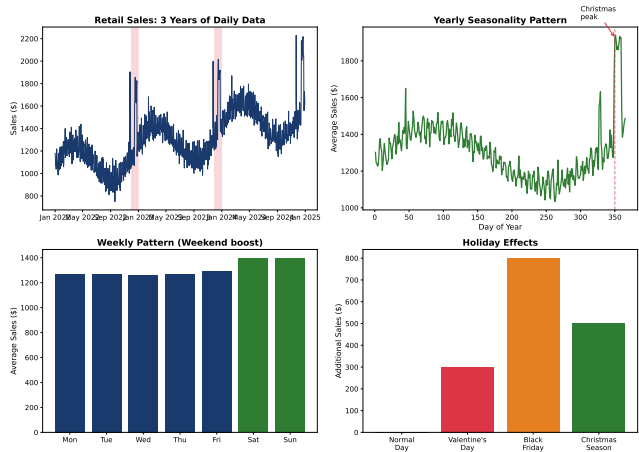 Retail Sales: 3 Years of Daily Data
Sales ($)
2200
2000
1800
1600
1400
1200
1000
800
Jan 2022
May 2022
Sep 2022
Jan 2023
May 2023
Sep 2023
Jan 2024
May 2024
Sep 2024
Jan 2025
Yearly Seasonality Pattern
Christmas
peak
Average Sales ($)
1800
1600
1400
1200
1000
0
50
100
150
200
250
300
350
Day of Year
Weekly Pattern (Weekend boost)
Average Sales ($)
1400
1200
1000
800
600
400
200
0
Mon
Tue
Wed
Thu
Fri
Sat
Sun
Holiday Effects
Additional Sales ($)
800
700
600
500
400
300
200
100
0
Normal
Day
Valentine's
Day
Black
Friday
Christmas
Season